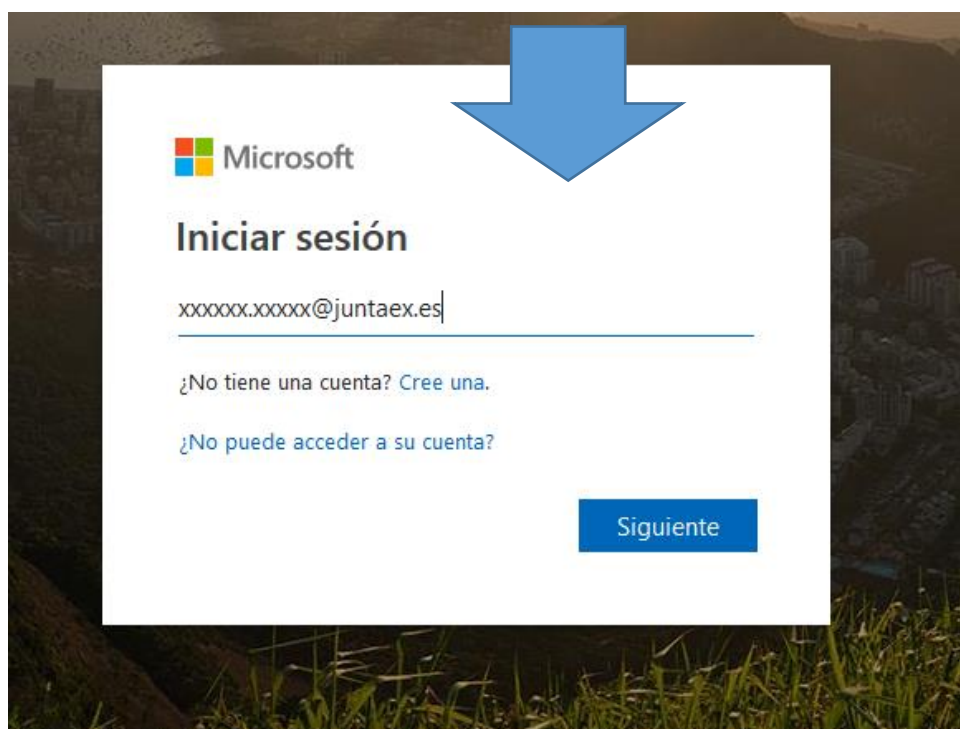 Microsoft
Iniciar sesión
xxxxxx.xxxxx@juntaex.es
¿No tiene una cuenta? Cree una.
¿No puede acceder a su cuenta?
Siguiente